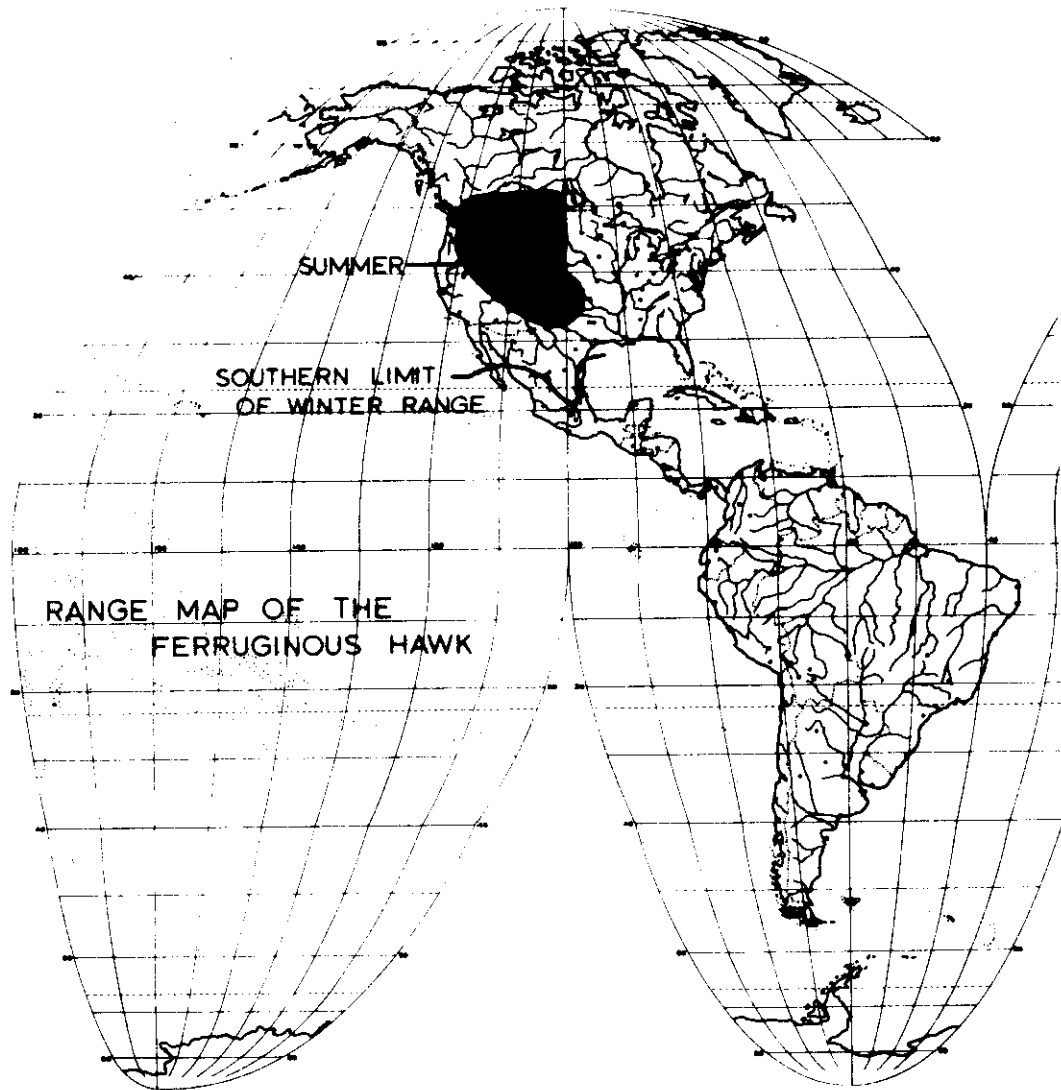 SUMMER
SOUTHERN LIMIT
OF WINTER RANGE
RANGE MAP OF THE
FERRUGINOUS HAWK